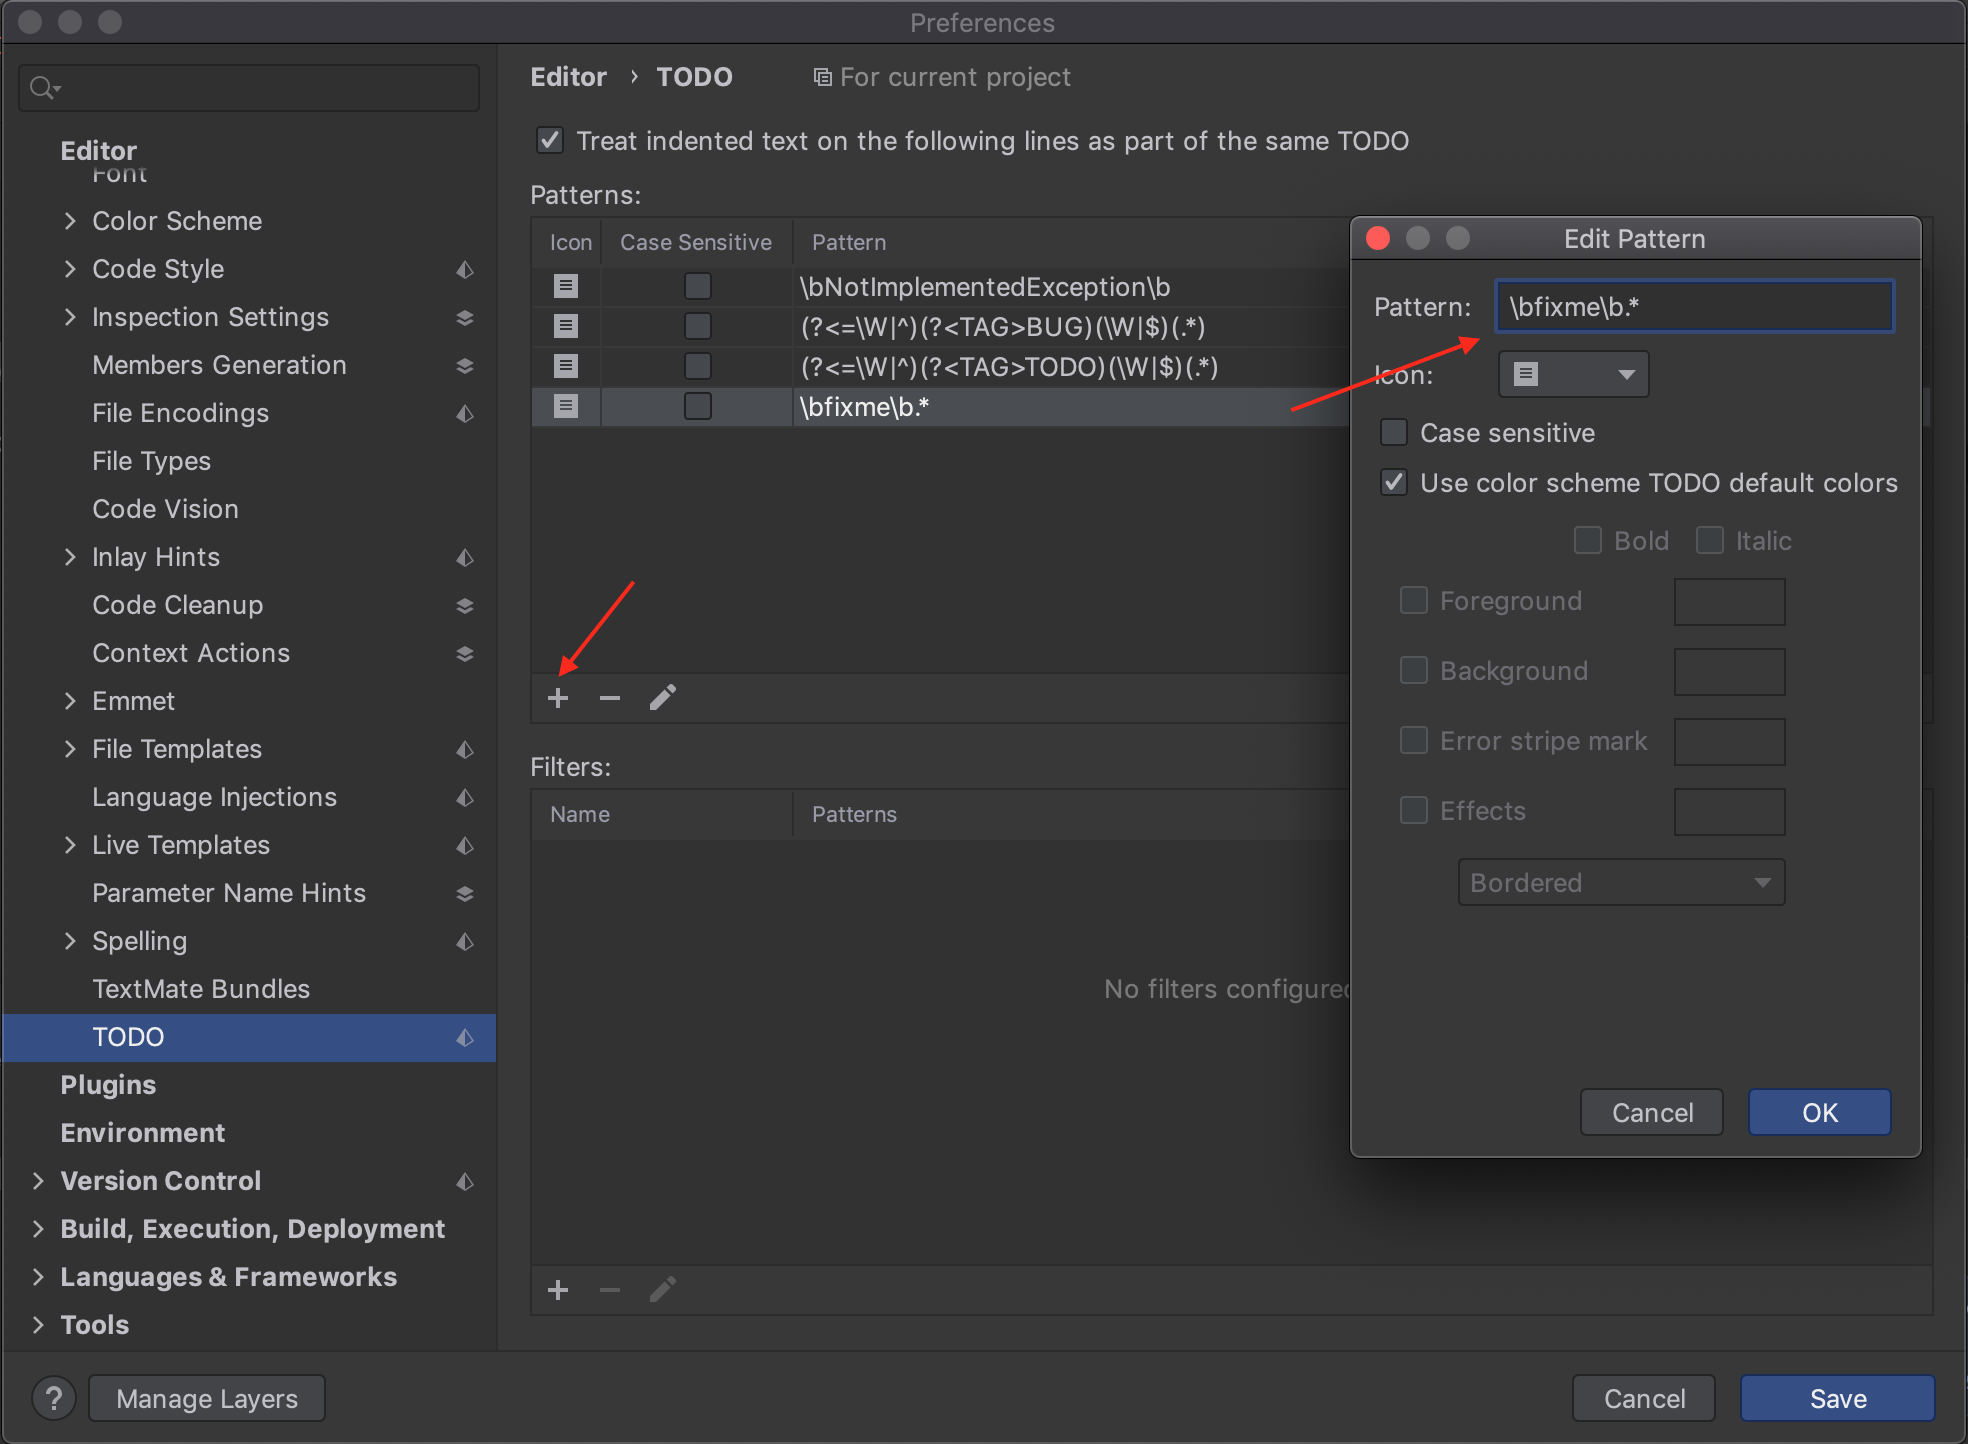 Preferences
Editor
Font
Color Scheme
Code Style
Inspection Settings
Members Generation
File Encodings
File Types
Code Vision
Inlay Hints
Code Cleanup
Context Actions
Emmet
File Templates
Language Injections
Live Templates
Parameter Name Hints
Spelling
TextMate Bundles
TODO
Plugins
Environment
Version Control
Build, Execution, Deployment
Languages & Frameworks
Tools
Editor › TODO For current project
Treat indented text on the following lines as part of the same TODO
Patterns:
Icon Case Sensitive Pattern
\bNotImplementedException\b
(?<=\W|^)(?<TAG>BUG)(\W|$)(.*)
(?<=\W|^)(?<TAG>TODO)(\W|$)(.*)
\bfixme\b.*
Filters:
Name Patterns
No filters configured
Edit Pattern
Pattern: \bfixme\b.*
Icon:
Case sensitive
Use color scheme TODO default colors
Bold Italic
Foreground
Background
Error stripe mark
Effects
Bordered
Cancel OK
? Manage Layers Cancel Save